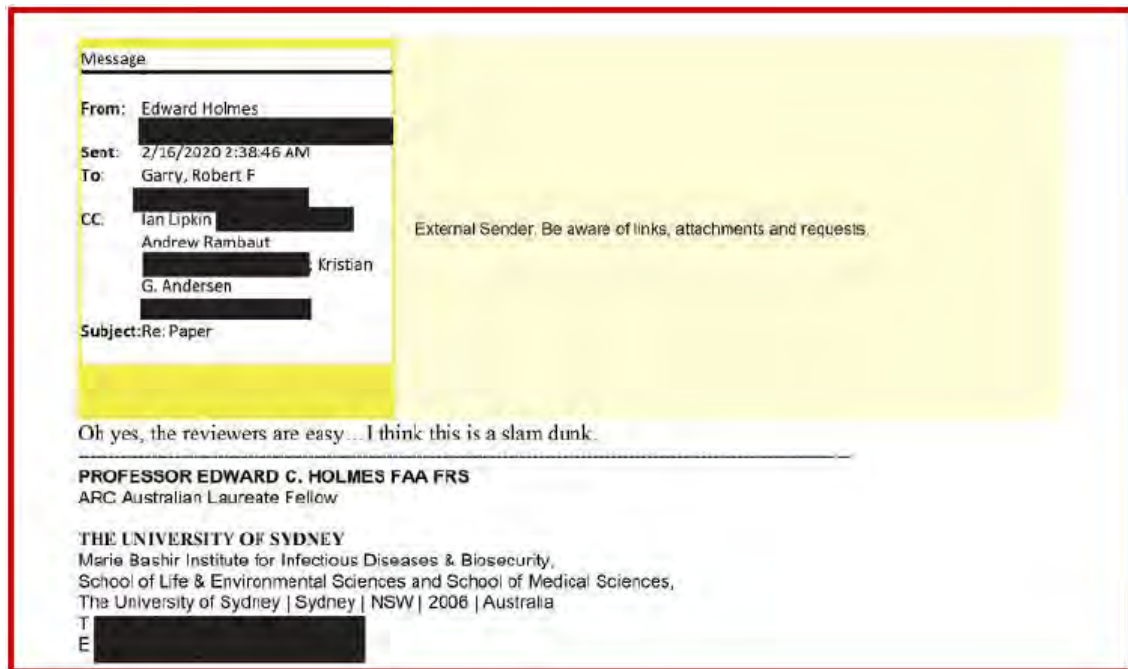 Message
From: Edward Holmes
Sent: 2/16/2020 2:38:46 AM
To: Garry, Robert F
CC: Ian Lipkin
Andrew Rambaut
; Kristian
G. Andersen
Subject:Re: Paper
External Sender. Be aware of links, attachments and requests.
Oh yes, the reviewers are easy...I think this is a slam dunk.
PROFESSOR EDWARD C. HOLMES FAA FRS
ARC Australian Laureate Fellow
THE UNIVERSITY OF SYDNEY
Marie Bashir Institute for Infectious Diseases & Biosecurity,
School of Life & Environmental Sciences and School of Medical Sciences,
The University of Sydney | Sydney | NSW | 2006 | Australia
T
E